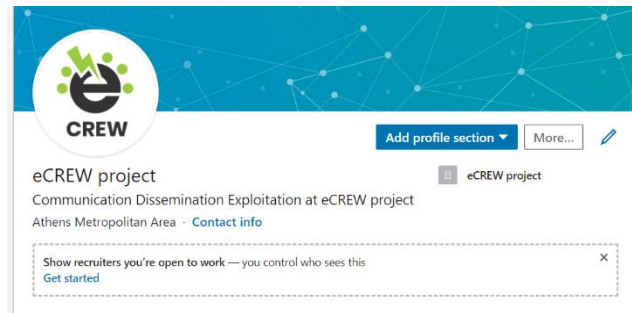 e
CREW
Add profile section
More...
eCREW project
eCREW project
Communication Dissemination Exploitation at eCREW project
Athens Metropolitan Area · Contact info
Show recruiters you're open to work — you control who sees this
Get started